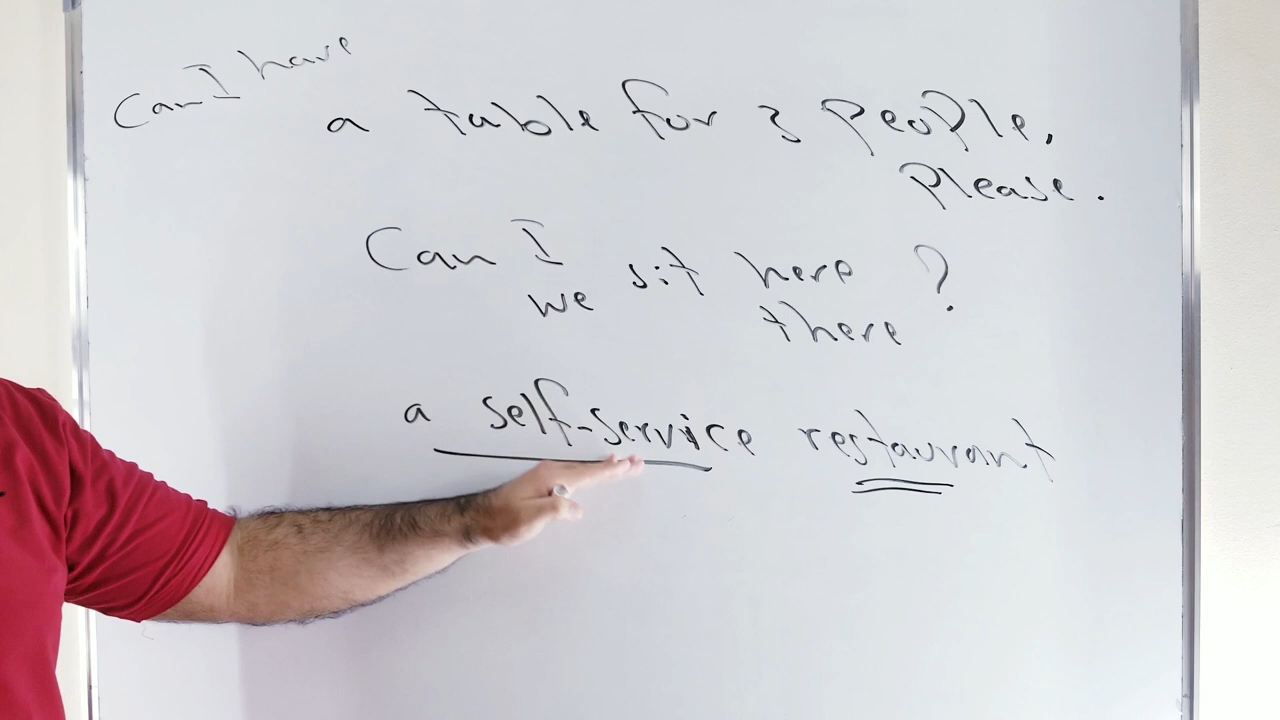 Can I have
a table for 3 people,
please.
Can I sit here ?
we there
a self-service restaurant